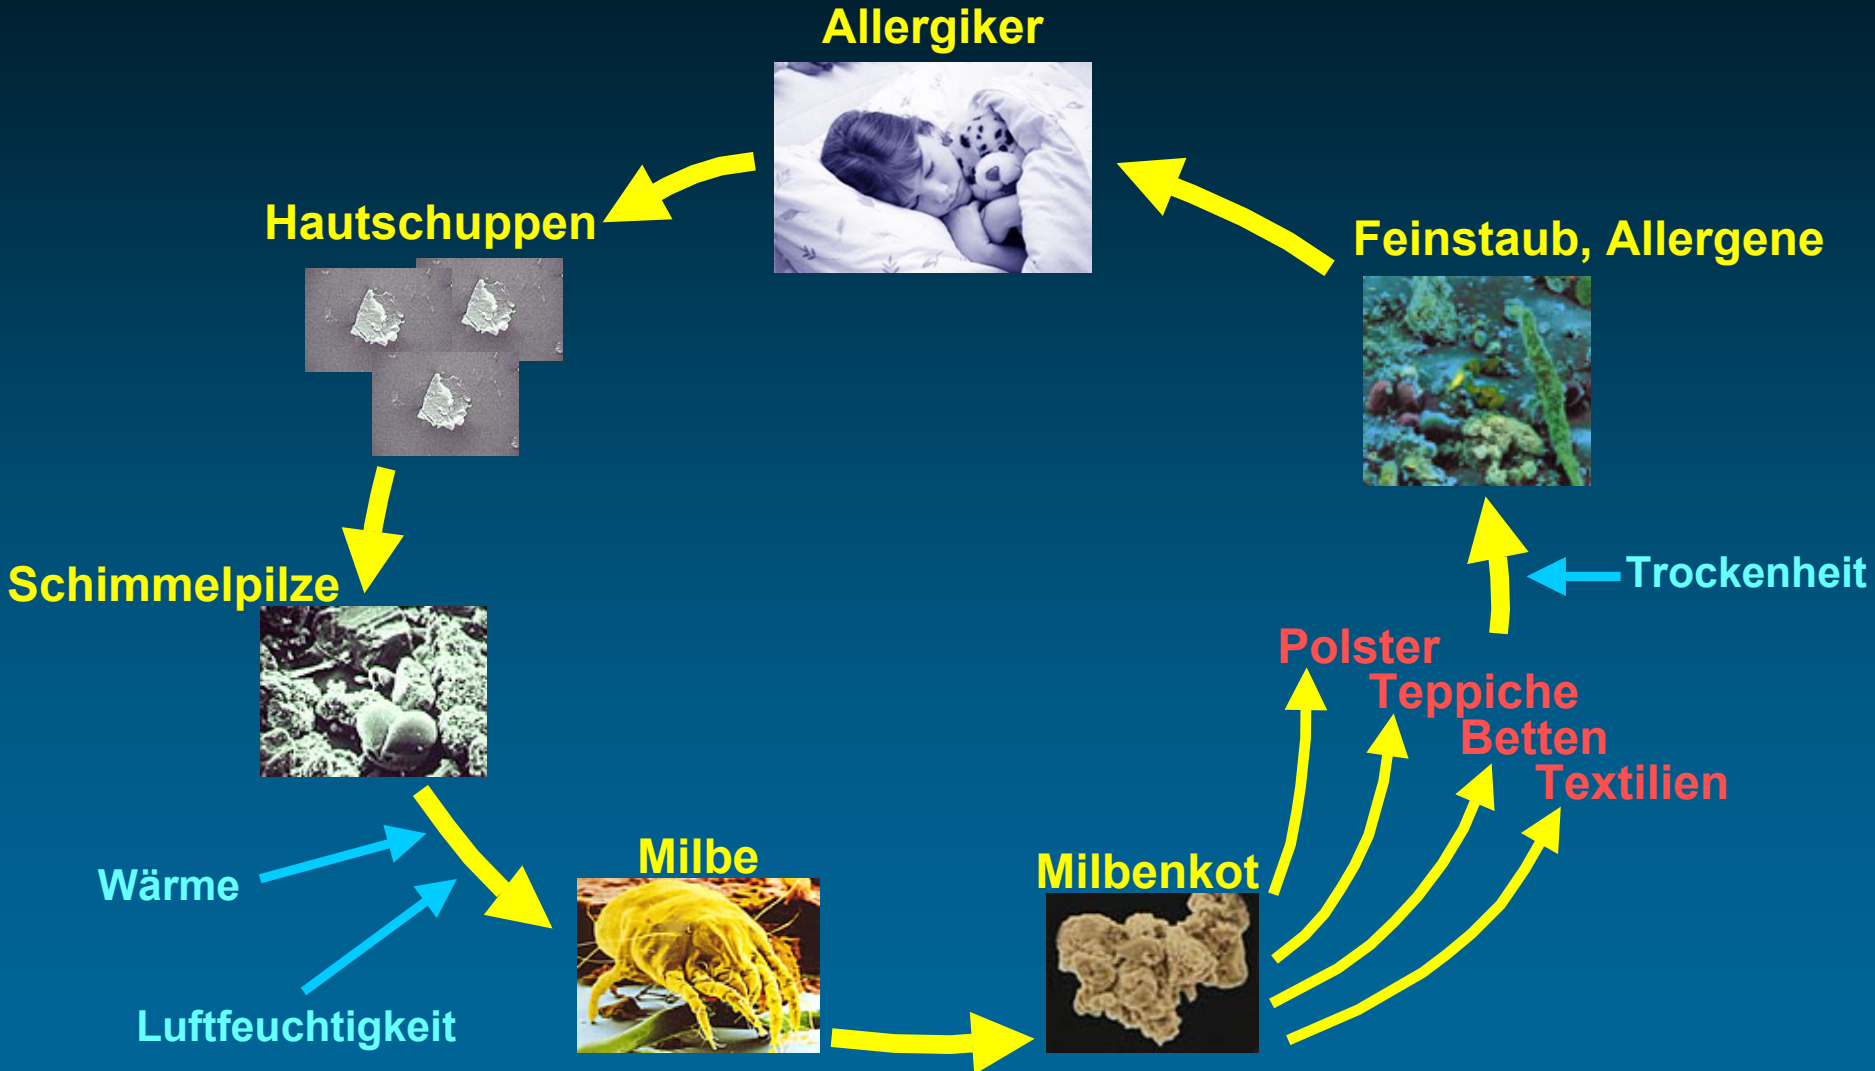 Allergiker
Hautschuppen
Feinstaub, Allergene
Schimmelpilze
Trockenheit
Polster
Teppiche
Betten
Textilien
Wärme
Milbe
Milbenkot
Luftfeuchtigkeit